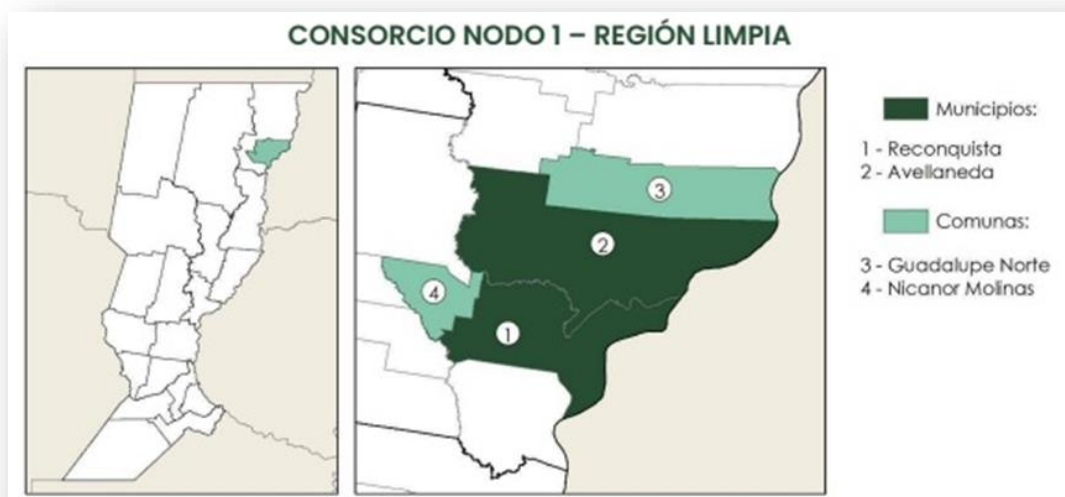 CONSORCIO NODO 1 – REGIÓN LIMPIA
3
2
4
1
Municipios:
1 - Reconquista
2 - Avellaneda
Comunas:
3 - Guadalupe Norte
4 - Nicanor Molinas